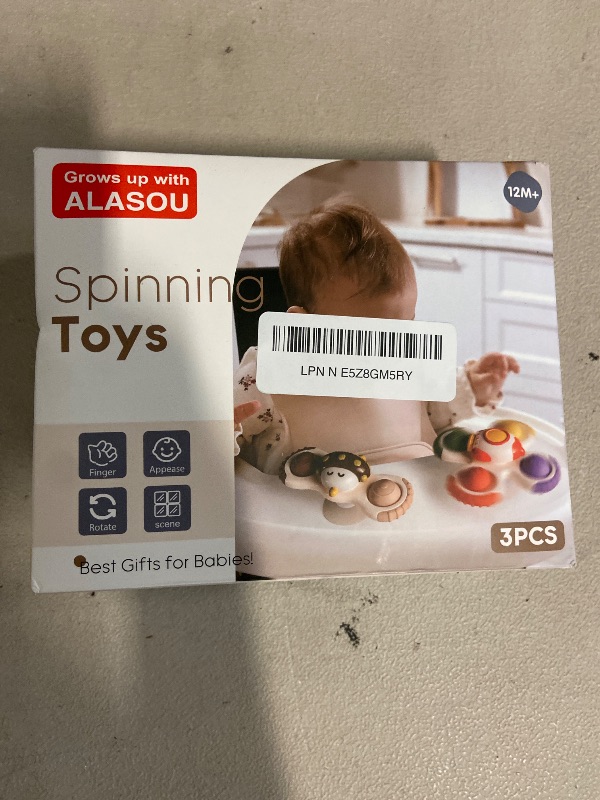 Grows up with
ALASOU
12M+
Spinning
Toys
LPN N E5Z8GM5RY
Finger
Appease
Rotate
scene
3PCS
Best Gifts for Babies!